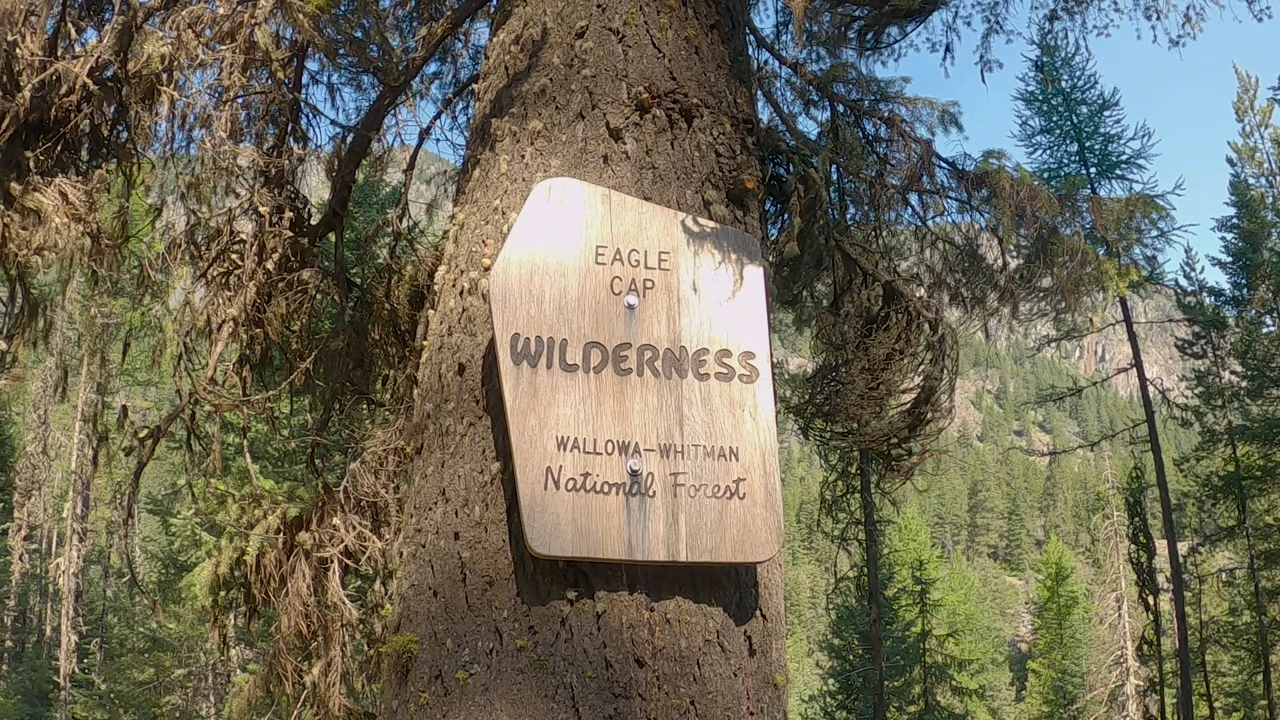 EAGLE
CAP
WILDERNESS
WALLOWA-WHITMAN
National Forest